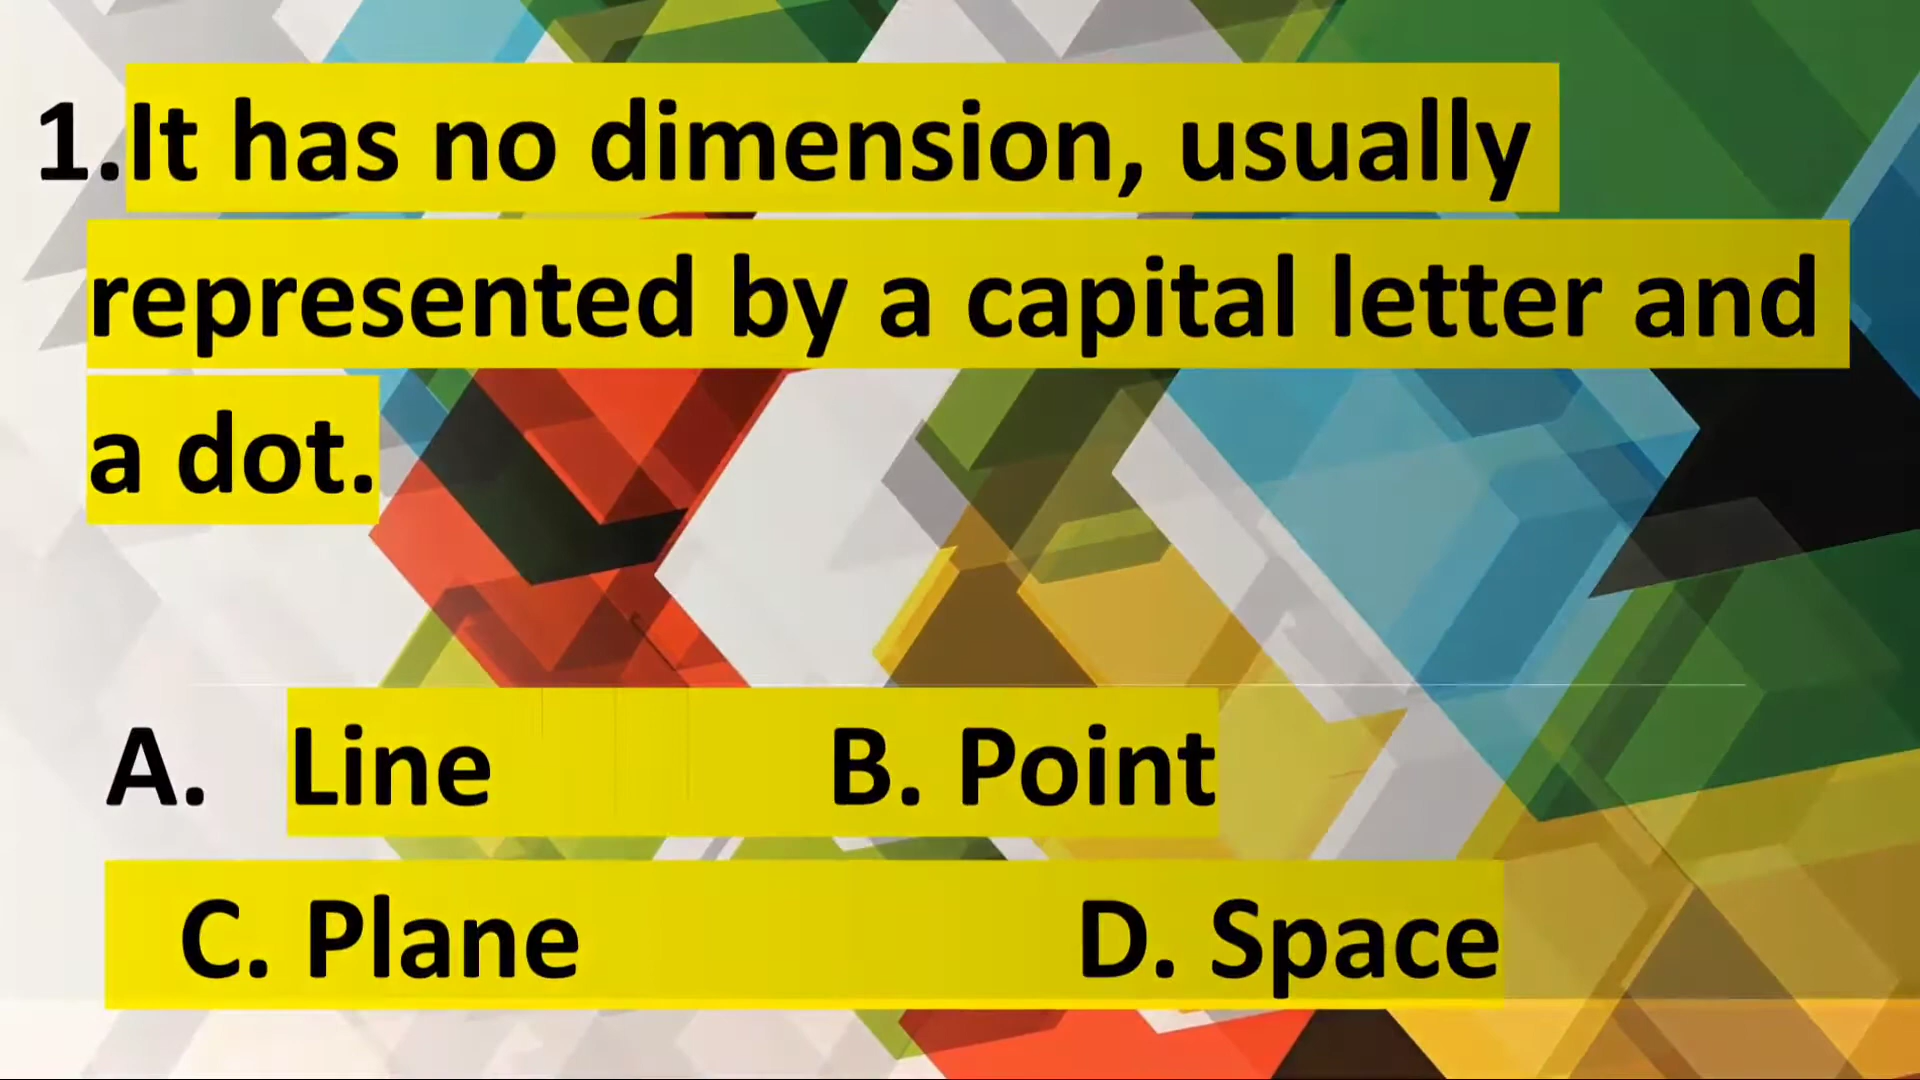 1.It has no dimension, usually
represented by a capital letter and
a dot.
A. Line B. Point
C. Plane D. Space